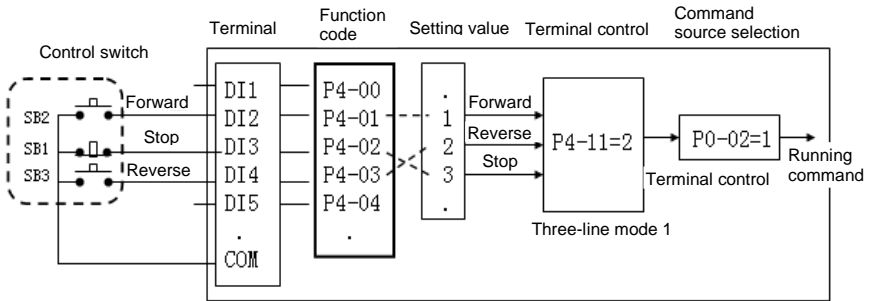 Control switch
Terminal
Function code
Setting value
Terminal control
Command source selection
SB2
SB1
SB3
Forward
Stop
Reverse
DI1
DI2
DI3
DI4
DI5
.
COM
P4-00
P4-01
P4-02
P4-03
P4-04
.
.
1
2
3
.
Forward
Reverse
Stop
P4-11=2
Three-line mode 1
P0-02=1
Terminal control
Running command